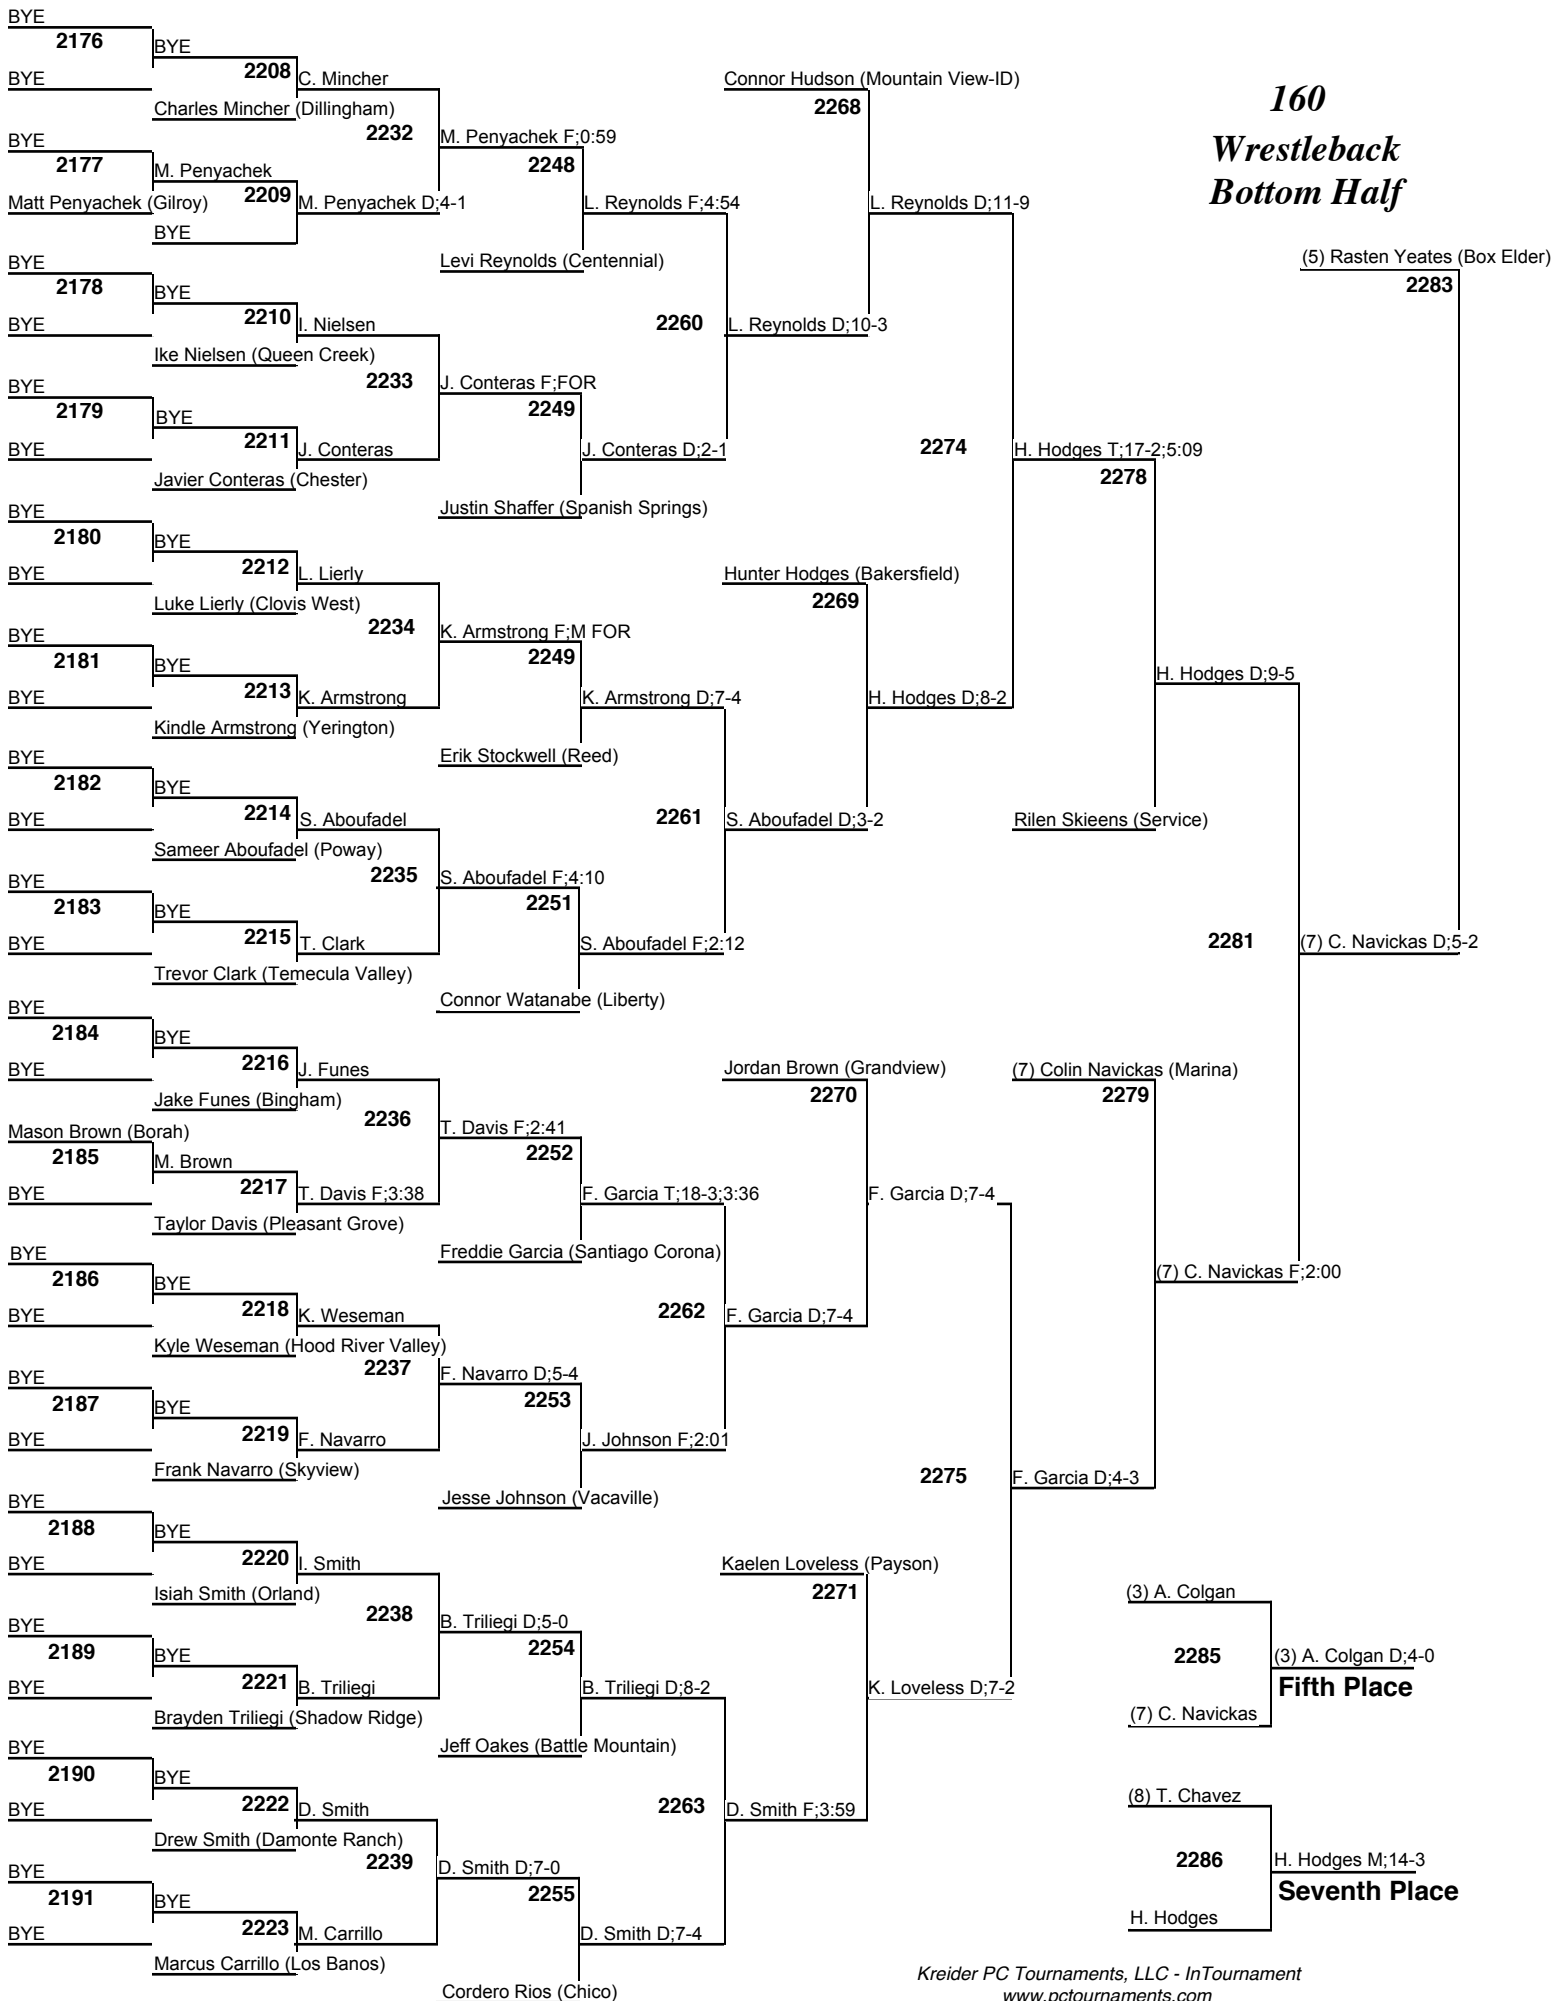 160
Wrestleback
Bottom Half
BYE
2176
BYE
BYE
2208
C. Mincher
Charles Mincher (Dillingham)
2232
BYE
2177
M. Penyachek
Matt Penyachek (Gilroy)
2209
M. Penyachek D;4-1
BYE
M. Penyachek F;0:59
2248
L. Reynolds F;4:54
Levi Reynolds (Centennial)
BYE
2178
BYE
BYE
2210
I. Nielsen
Ike Nielsen (Queen Creek)
2233
BYE
2179
BYE
BYE
2211
J. Conteras
Javier Conteras (Chester)
J. Conteras F;FOR
2249
J. Conteras D;2-1
Justin Shaffer (Spanish Springs)
2260
L. Reynolds D;10-3
Connor Hudson (Mountain View-ID)
2268
L. Reynolds D;11-9
BYE
2180
BYE
BYE
2212
L. Lierly
Luke Lierly (Clovis West)
2234
BYE
2181
BYE
BYE
2213
K. Armstrong
Kindle Armstrong (Yerington)
K. Armstrong F;M FOR
2249
K. Armstrong D;7-4
Erik Stockwell (Reed)
BYE
2182
BYE
BYE
2214
S. Aboufadel
Sameer Aboufadel (Poway)
2235
BYE
2183
BYE
BYE
2215
T. Clark
Trevor Clark (Temecula Valley)
S. Aboufadel F;4:10
2251
S. Aboufadel F;2:12
Connor Watanabe (Liberty)
2261
S. Aboufadel D;3-2
Hunter Hodges (Bakersfield)
2269
H. Hodges D;8-2
2274
H. Hodges T;17-2;5:09
2278
Rilen Skieens (Service)
H. Hodges D;9-5
BYE
2184
BYE
BYE
2216
J. Funes
Jake Funes (Bingham)
2236
Mason Brown (Borah)
2185
M. Brown
BYE
2217
T. Davis F;3:38
Taylor Davis (Pleasant Grove)
T. Davis F;2:41
2252
F. Garcia T;18-3;3:36
Freddie Garcia (Santiago Corona)
BYE
2186
BYE
BYE
2218
K. Weseman
Kyle Weseman (Hood River Valley)
2237
BYE
2187
BYE
BYE
2219
F. Navarro
Frank Navarro (Skyview)
F. Navarro D;5-4
2253
J. Johnson F;2:01
Jesse Johnson (Vacaville)
2262
F. Garcia D;7-4
Jordan Brown (Grandview)
2270
F. Garcia D;7-4
BYE
2188
BYE
BYE
2220
I. Smith
Isiah Smith (Orland)
2238
BYE
2189
BYE
BYE
2221
B. Triliegi
Brayden Triliegi (Shadow Ridge)
B. Triliegi D;5-0
2254
B. Triliegi D;8-2
Jeff Oakes (Battle Mountain)
BYE
2190
BYE
BYE
2222
D. Smith
Drew Smith (Damonte Ranch)
2239
BYE
2191
BYE
BYE
2223
M. Carrillo
Marcus Carrillo (Los Banos)
D. Smith D;7-0
2255
D. Smith D;7-4
Cordero Rios (Chico)
2263
D. Smith F;3:59
Kaelen Loveless (Payson)
2271
K. Loveless D;7-2
2275
F. Garcia D;4-3
(7) Colin Navickas (Marina)
2279
(7) C. Navickas F;2:00
2281
(7) C. Navickas D;5-2
(5) Rasten Yeates (Box Elder)
2283
(3) A. Colgan
2285
(3) A. Colgan D;4-0
Fifth Place
(7) C. Navickas
(8) T. Chavez
2286
H. Hodges M;14-3
Seventh Place
H. Hodges
Kreider PC Tournaments, LLC - InTournament
www.pctournaments.com